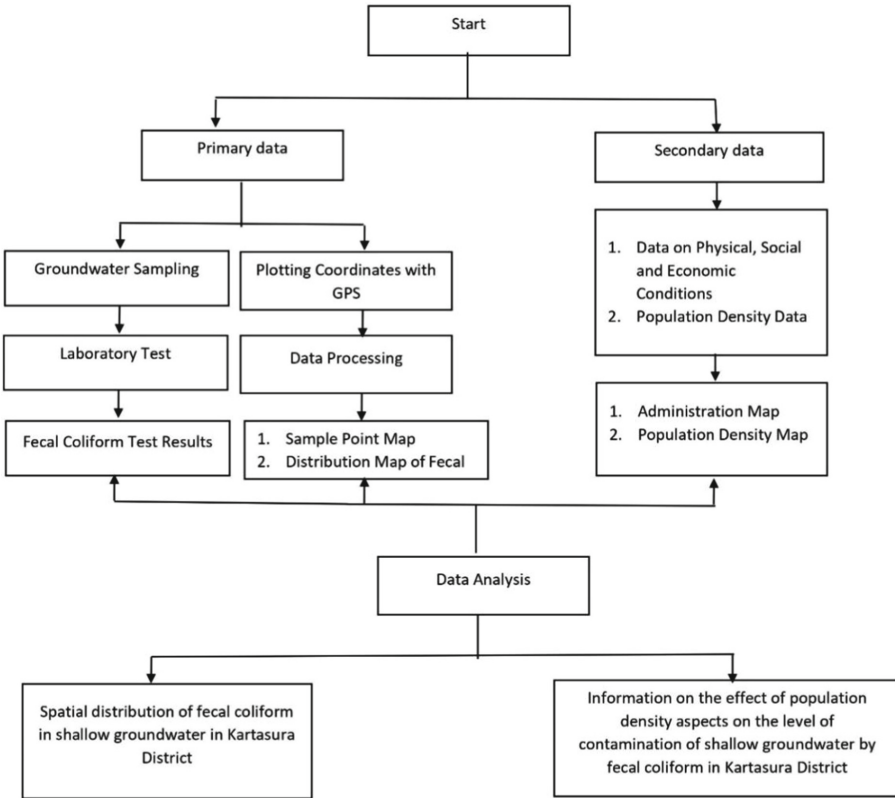 Start
Primary data
Secondary data
Groundwater Sampling
Plotting Coordinates with
GPS
1. Data on Physical, Social
and Economic
Conditions
2. Population Density Data
Laboratory Test
Data Processing
Fecal Coliform Test Results
1. Sample Point Map
2. Distribution Map of Fecal
1. Administration Map
2. Population Density Map
Data Analysis
Spatial distribution of fecal coliform
in shallow groundwater in Kartasura
District
Information on the effect of population
density aspects on the level of
contamination of shallow groundwater by
fecal coliform in Kartasura District